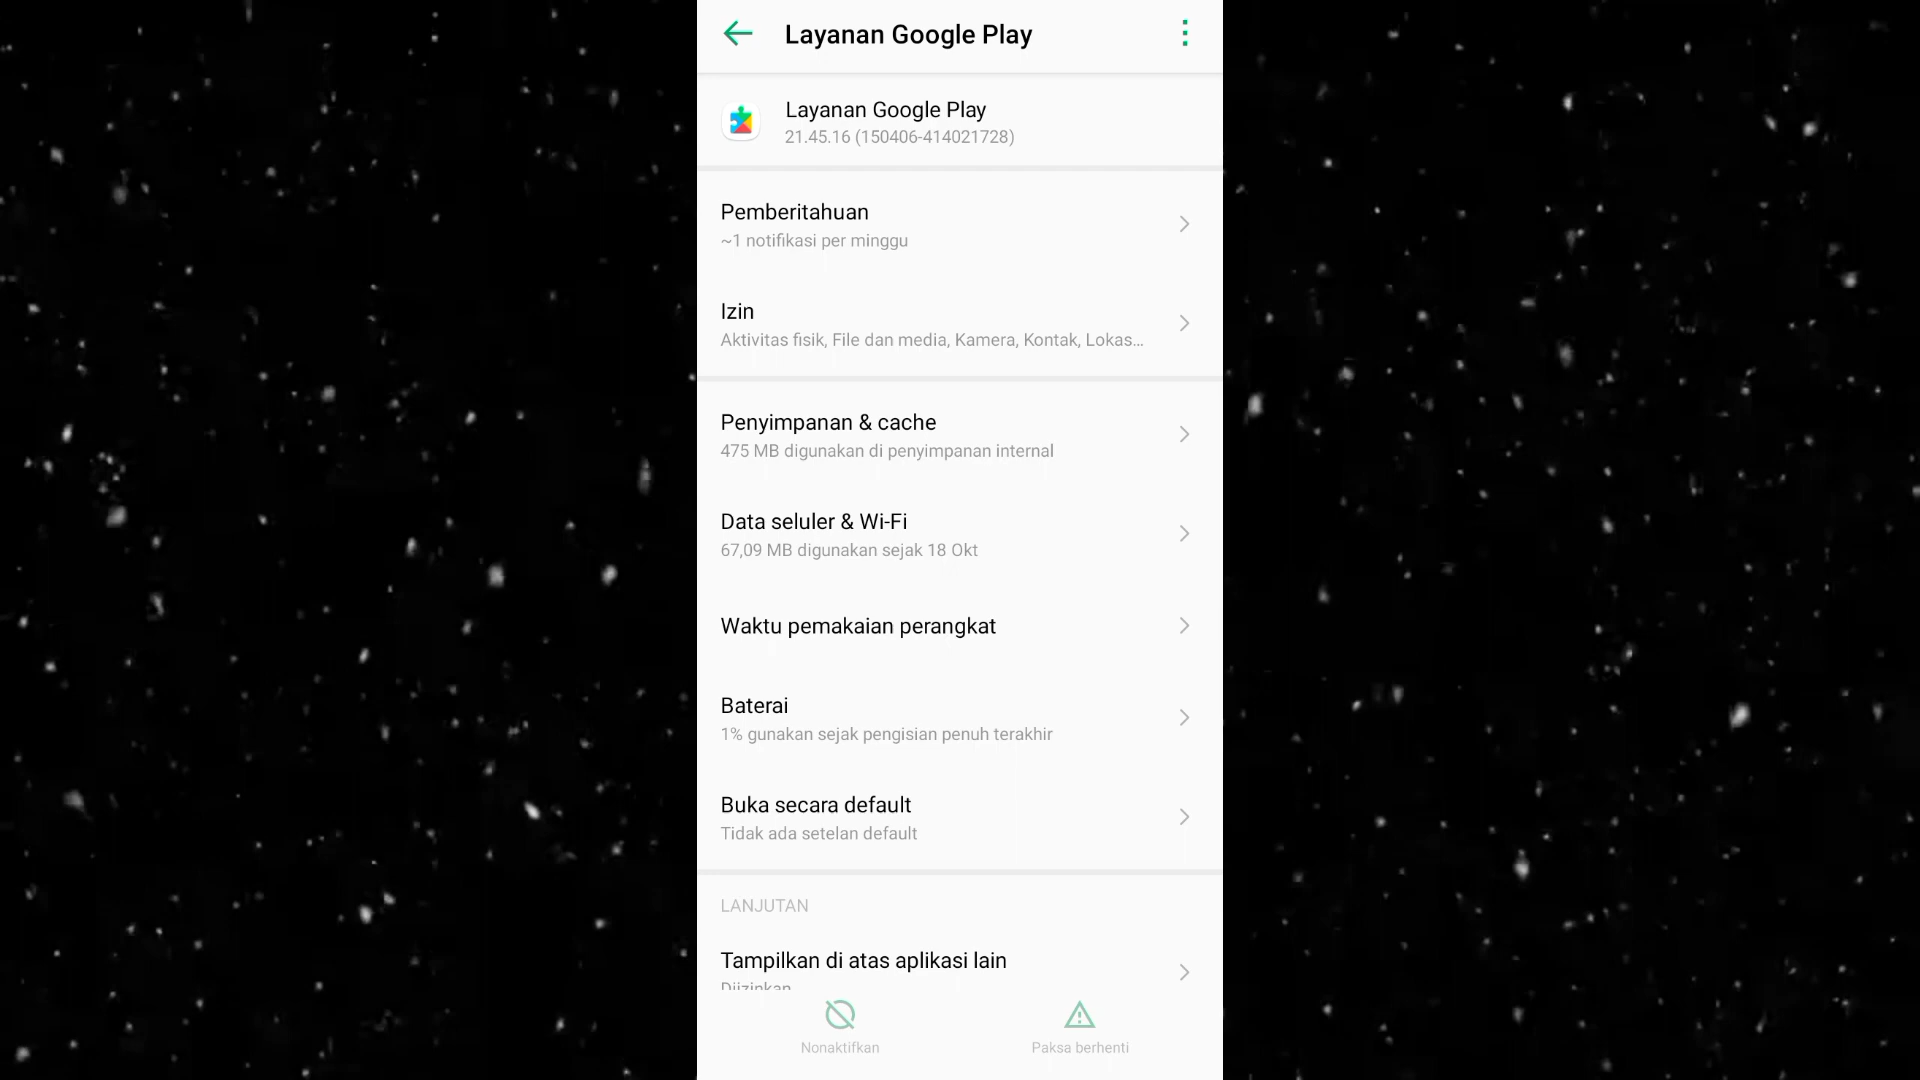 Layanan Google Play
Layanan Google Play
21.45.16 (150406-414021728)
Pemberitahuan
~1 notifikasi per minggu
Izin
Aktivitas fisik, File dan media, Kamera, Kontak, Lokas...
Penyimpanan & cache
475 MB digunakan di penyimpanan internal
Data seluler & Wi-Fi
67,09 MB digunakan sejak 18 Okt
Waktu pemakaian perangkat
Baterai
1% gunakan sejak pengisian penuh terakhir
Buka secara default
Tidak ada setelan default
LANJUTAN
Tampilkan di atas aplikasi lain
Diizinkan
Nonaktifkan
Paksa berhenti